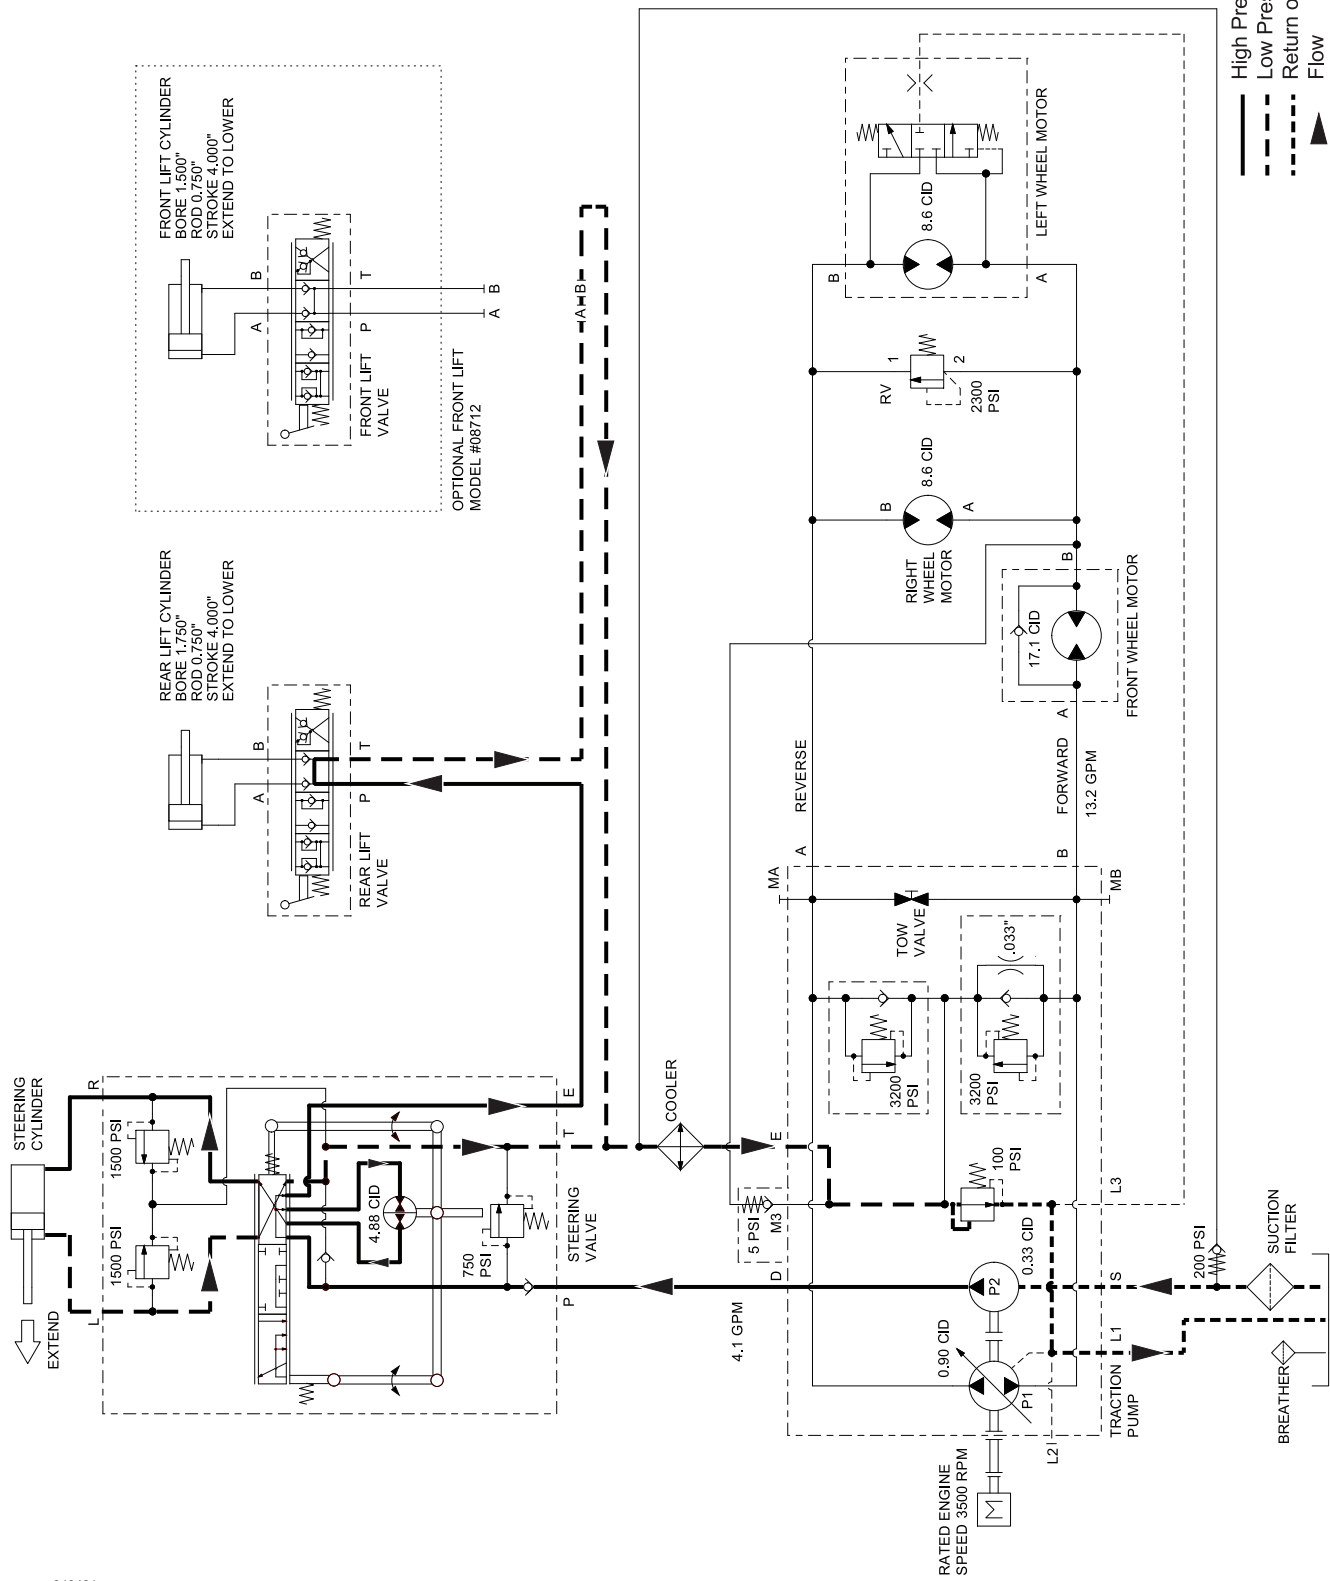 STEERING
CYLINDER
EXTEND
L
R
1500 PSI
1500 PSI
4.88 CID
750
PSI
STEERING
VALVE
P
T
E
REAR LIFT CYLINDER
BORE 1.750"
ROD 0.750"
STROKE 4.000"
EXTEND TO LOWER
A
B
P
T
REAR LIFT
VALVE
FRONT LIFT CYLINDER
BORE 1.500"
ROD 0.750"
STROKE 4.000"
EXTEND TO LOWER
A
B
P
T
FRONT LIFT
VALVE
A
B
OPTIONAL FRONT LIFT
MODEL #08712
A
B
COOLER
4.1 GPM
D
5 PSI
M3
E
100
PSI
0.33 CID
0.90 CID
P2
P1
3200
PSI
3200
PSI
.033"
TOW
VALVE
MA
MB
A
B
REVERSE
FORWARD
13.2 GPM
A
B
17.1 CID
FRONT WHEEL MOTOR
RIGHT
WHEEL
MOTOR
B
A
8.6 CID
RV
1
2
2300
PSI
B
A
8.6 CID
LEFT WHEEL MOTOR
TRACTION
PUMP
L2
L1
S
L3
RATED ENGINE
SPEED 3500 RPM
M
BREATHER
SUCTION
FILTER
200 PSI
High Pre
Low Pres
Return o
Flow